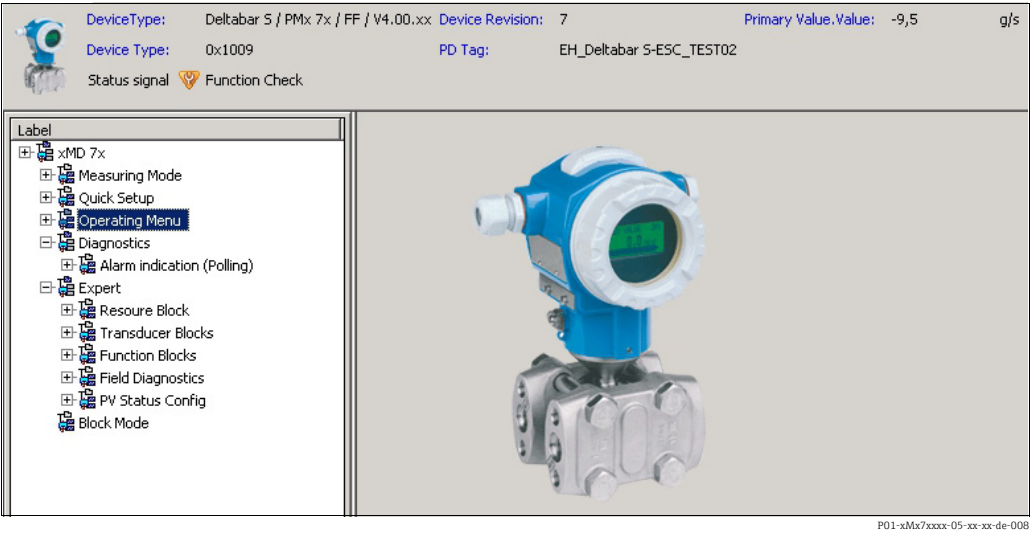 DeviceType: Deltabar S / PMx 7x / FF / V4.00.xx Device Revision: 7 Primary Value.Value: -9,5 g/s
Device Type: 0x1009 PD Tag: EH_Deltabar S-ESC_TEST02
Status signal Function Check
Label
xMD 7x
Measuring Mode
Quick Setup
Operating Menu
Diagnostics
Alarm indication (Polling)
Expert
Resoure Block
Transducer Blocks
Function Blocks
Field Diagnostics
PV Status Config
Block Mode
P01-xMx7xxxx-05-xx-xx-de-008